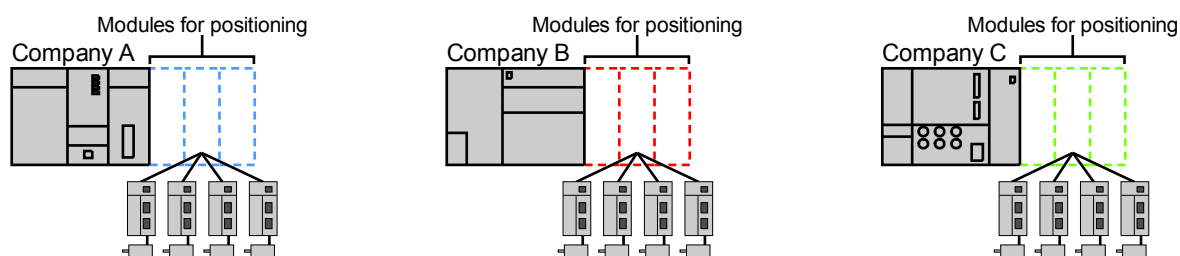 Modules for positioning
Company A
Modules for positioning
Company B
Modules for positioning
Company C